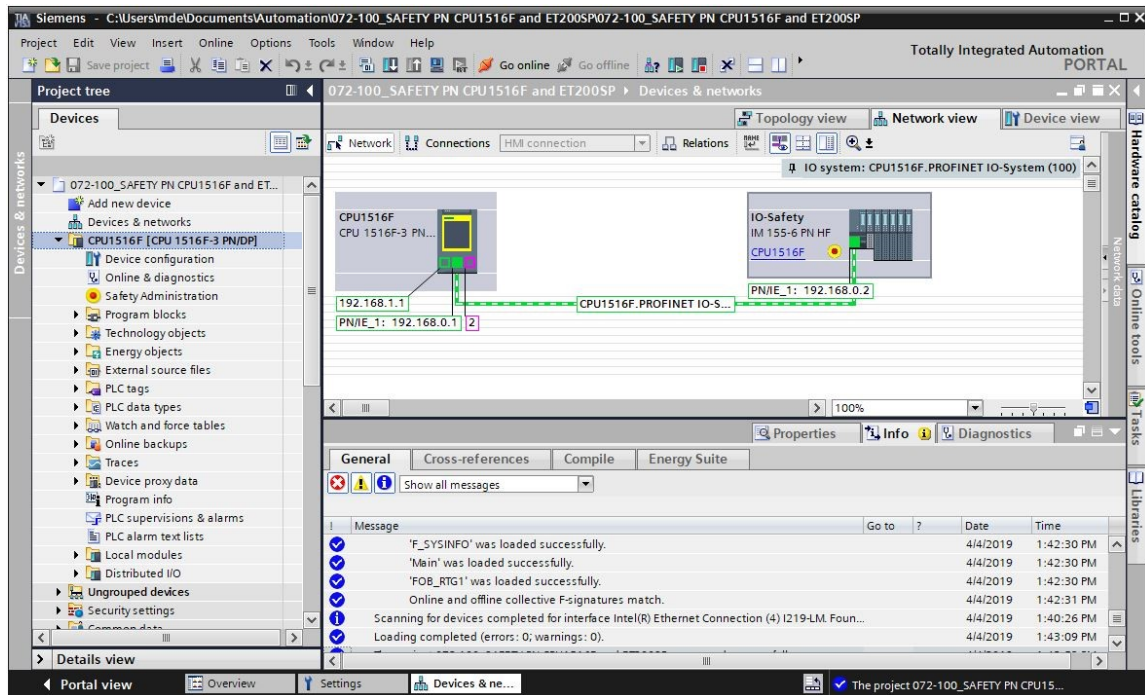 Siemens - C:\Users\mde\Documents\Automation\072-100_SAFETY PN CPU1516F and ET200SP\072-100_SAFETY PN CPU1516F and ET200SP
Project Edit View Insert Online Options Tools Window Help
Totally Integrated Automation
PORTAL
Save project Go online Go offline
Project tree
072-100_SAFETY PN CPU1516F and ET200SP Devices & networks
Devices
Topology view Network view Device view
Network Connections HMI connection Relations
IO system: CPU1516F.PROFINET IO-System (100)
072-100_SAFETY PN CPU1516F and ET...
Add new device
Devices & networks
CPU1516F [CPU 1516F-3 PN/DP]
Device configuration
Online & diagnostics
Safety Administration
Program blocks
Technology objects
Energy objects
External source files
PLC tags
PLC data types
Watch and force tables
Online backups
Traces
Device proxy data
Program info
PLC supervisions & alarms
PLC alarm text lists
Local modules
Distributed I/O
Ungrouped devices
Security settings
Common data
Details view
CPU1516F
CPU 1516F-3 PN...
IO-Safety
IM 155-6 PN HF
CPU1516F
192.168.1.1
PN/IE_1: 192.168.0.1 2
CPU1516F.PROFINET IO-S...
PN/IE_1: 192.168.0.2
100%
Properties Info Diagnostics
General Cross-references Compile Energy Suite
Show all messages
! Message Go to ? Date Time
'F_SYSINFO' was loaded successfully. 4/4/2019 1:42:30 PM
'Main' was loaded successfully. 4/4/2019 1:42:30 PM
'FOB_RTG1' was loaded successfully. 4/4/2019 1:42:30 PM
Online and offline collective F-signatures match. 4/4/2019 1:42:31 PM
Scanning for devices completed for interface Intel(R) Ethernet Connection (4) I219-LM. Foun... 4/4/2019 1:40:26 PM
Loading completed (errors: 0; warnings: 0). 4/4/2019 1:43:09 PM
Devices & networks
Network data
Hardware catalog
Online tools
Tasks
Libraries
Portal view Overview Settings Devices & ne... The project 072-100_SAFETY PN CPU15...